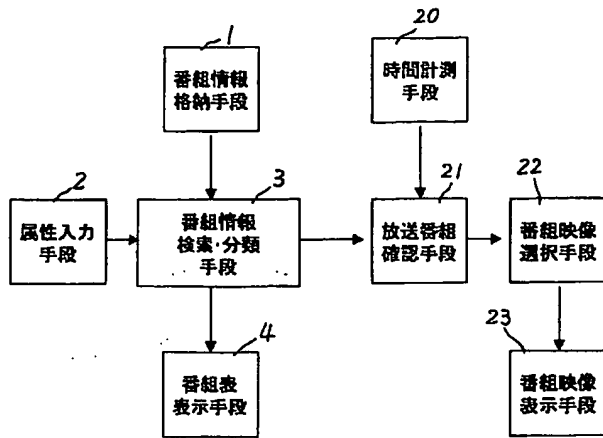 1
20
番組情報
格納手段
時間計測
手段
2
3
21
22
属性入力
手段
番組情報
検索・分類
手段
放送番組
確認手段
番組映像
選択手段
4
23
番組表
表示手段
番組映像
表示手段